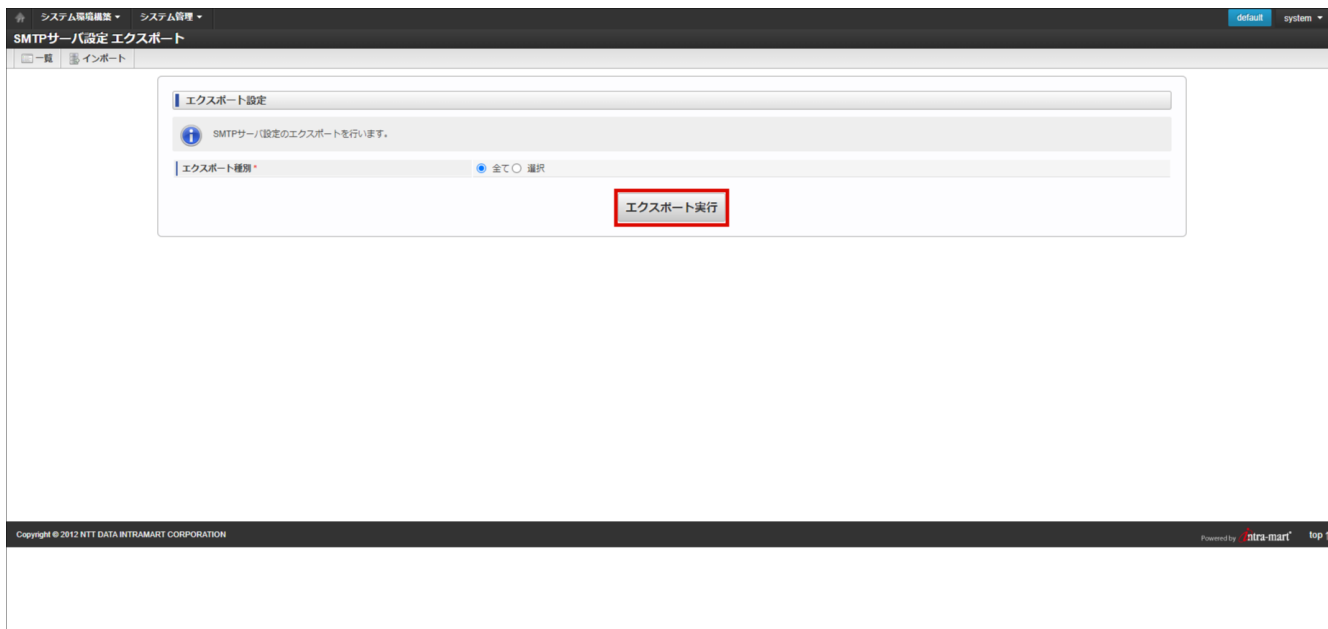 システム環境構築 システム管理 default system
SMTPサーバ設定 エクスポート
一覧 インポート
エクスポート設定
SMTPサーバ設定のエクスポートを行います。
エクスポート種別* 全て 選択
エクスポート実行
Copyright © 2012 NTT DATA INTRAMART CORPORATION Powered by intra-mart top ↑